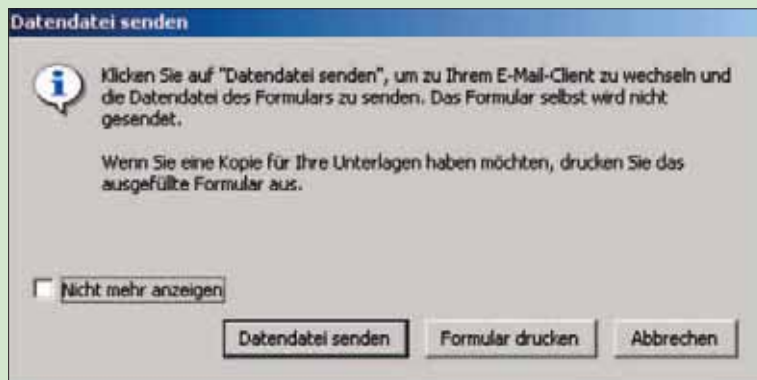 Datendatei senden
Klicken Sie auf "Datendatei senden", um zu Ihrem E-Mail-Client zu wechseln und
die Datendatei des Formulars zu senden. Das Formular selbst wird nicht
gesendet.
Wenn Sie eine Kopie für Ihre Unterlagen haben möchten, drucken Sie das
ausgefüllte Formular aus.
Nicht mehr anzeigen
Datendatei senden Formular drucken Abbrechen